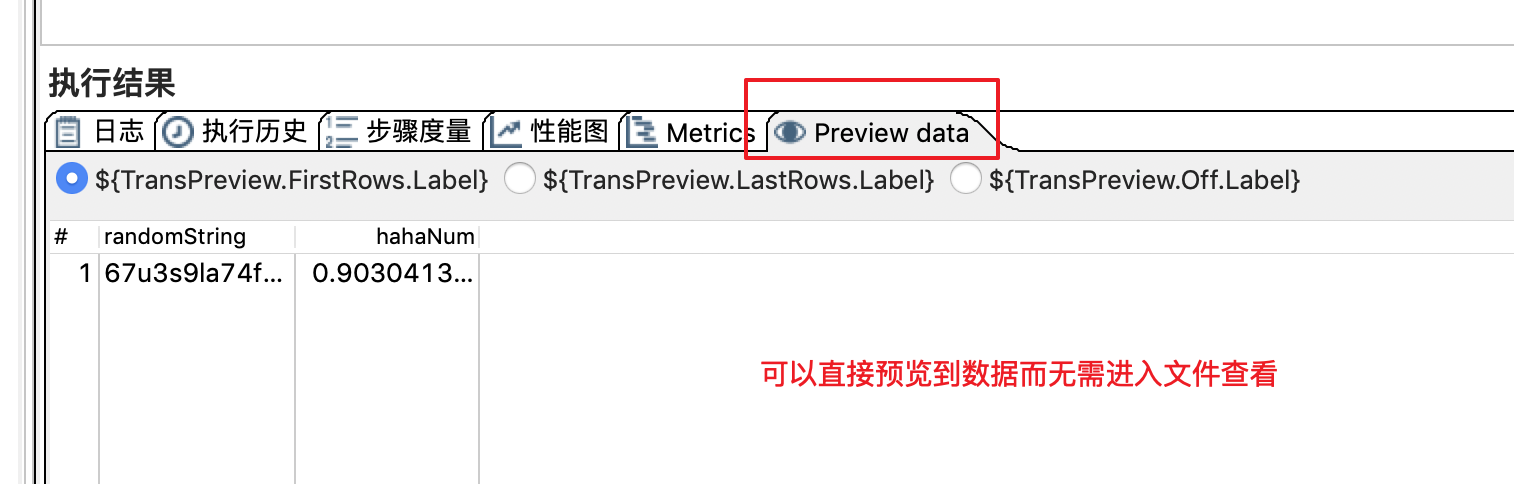 执行结果
日志 执行历史 步骤度量 性能图 Metrics Preview data
${TransPreview.FirstRows.Label} ${TransPreview.LastRows.Label} ${TransPreview.Off.Label}
# randomString hahaNum
1 67u3s9la74f... 0.9030413...
可以直接预览到数据而无需进入文件查看